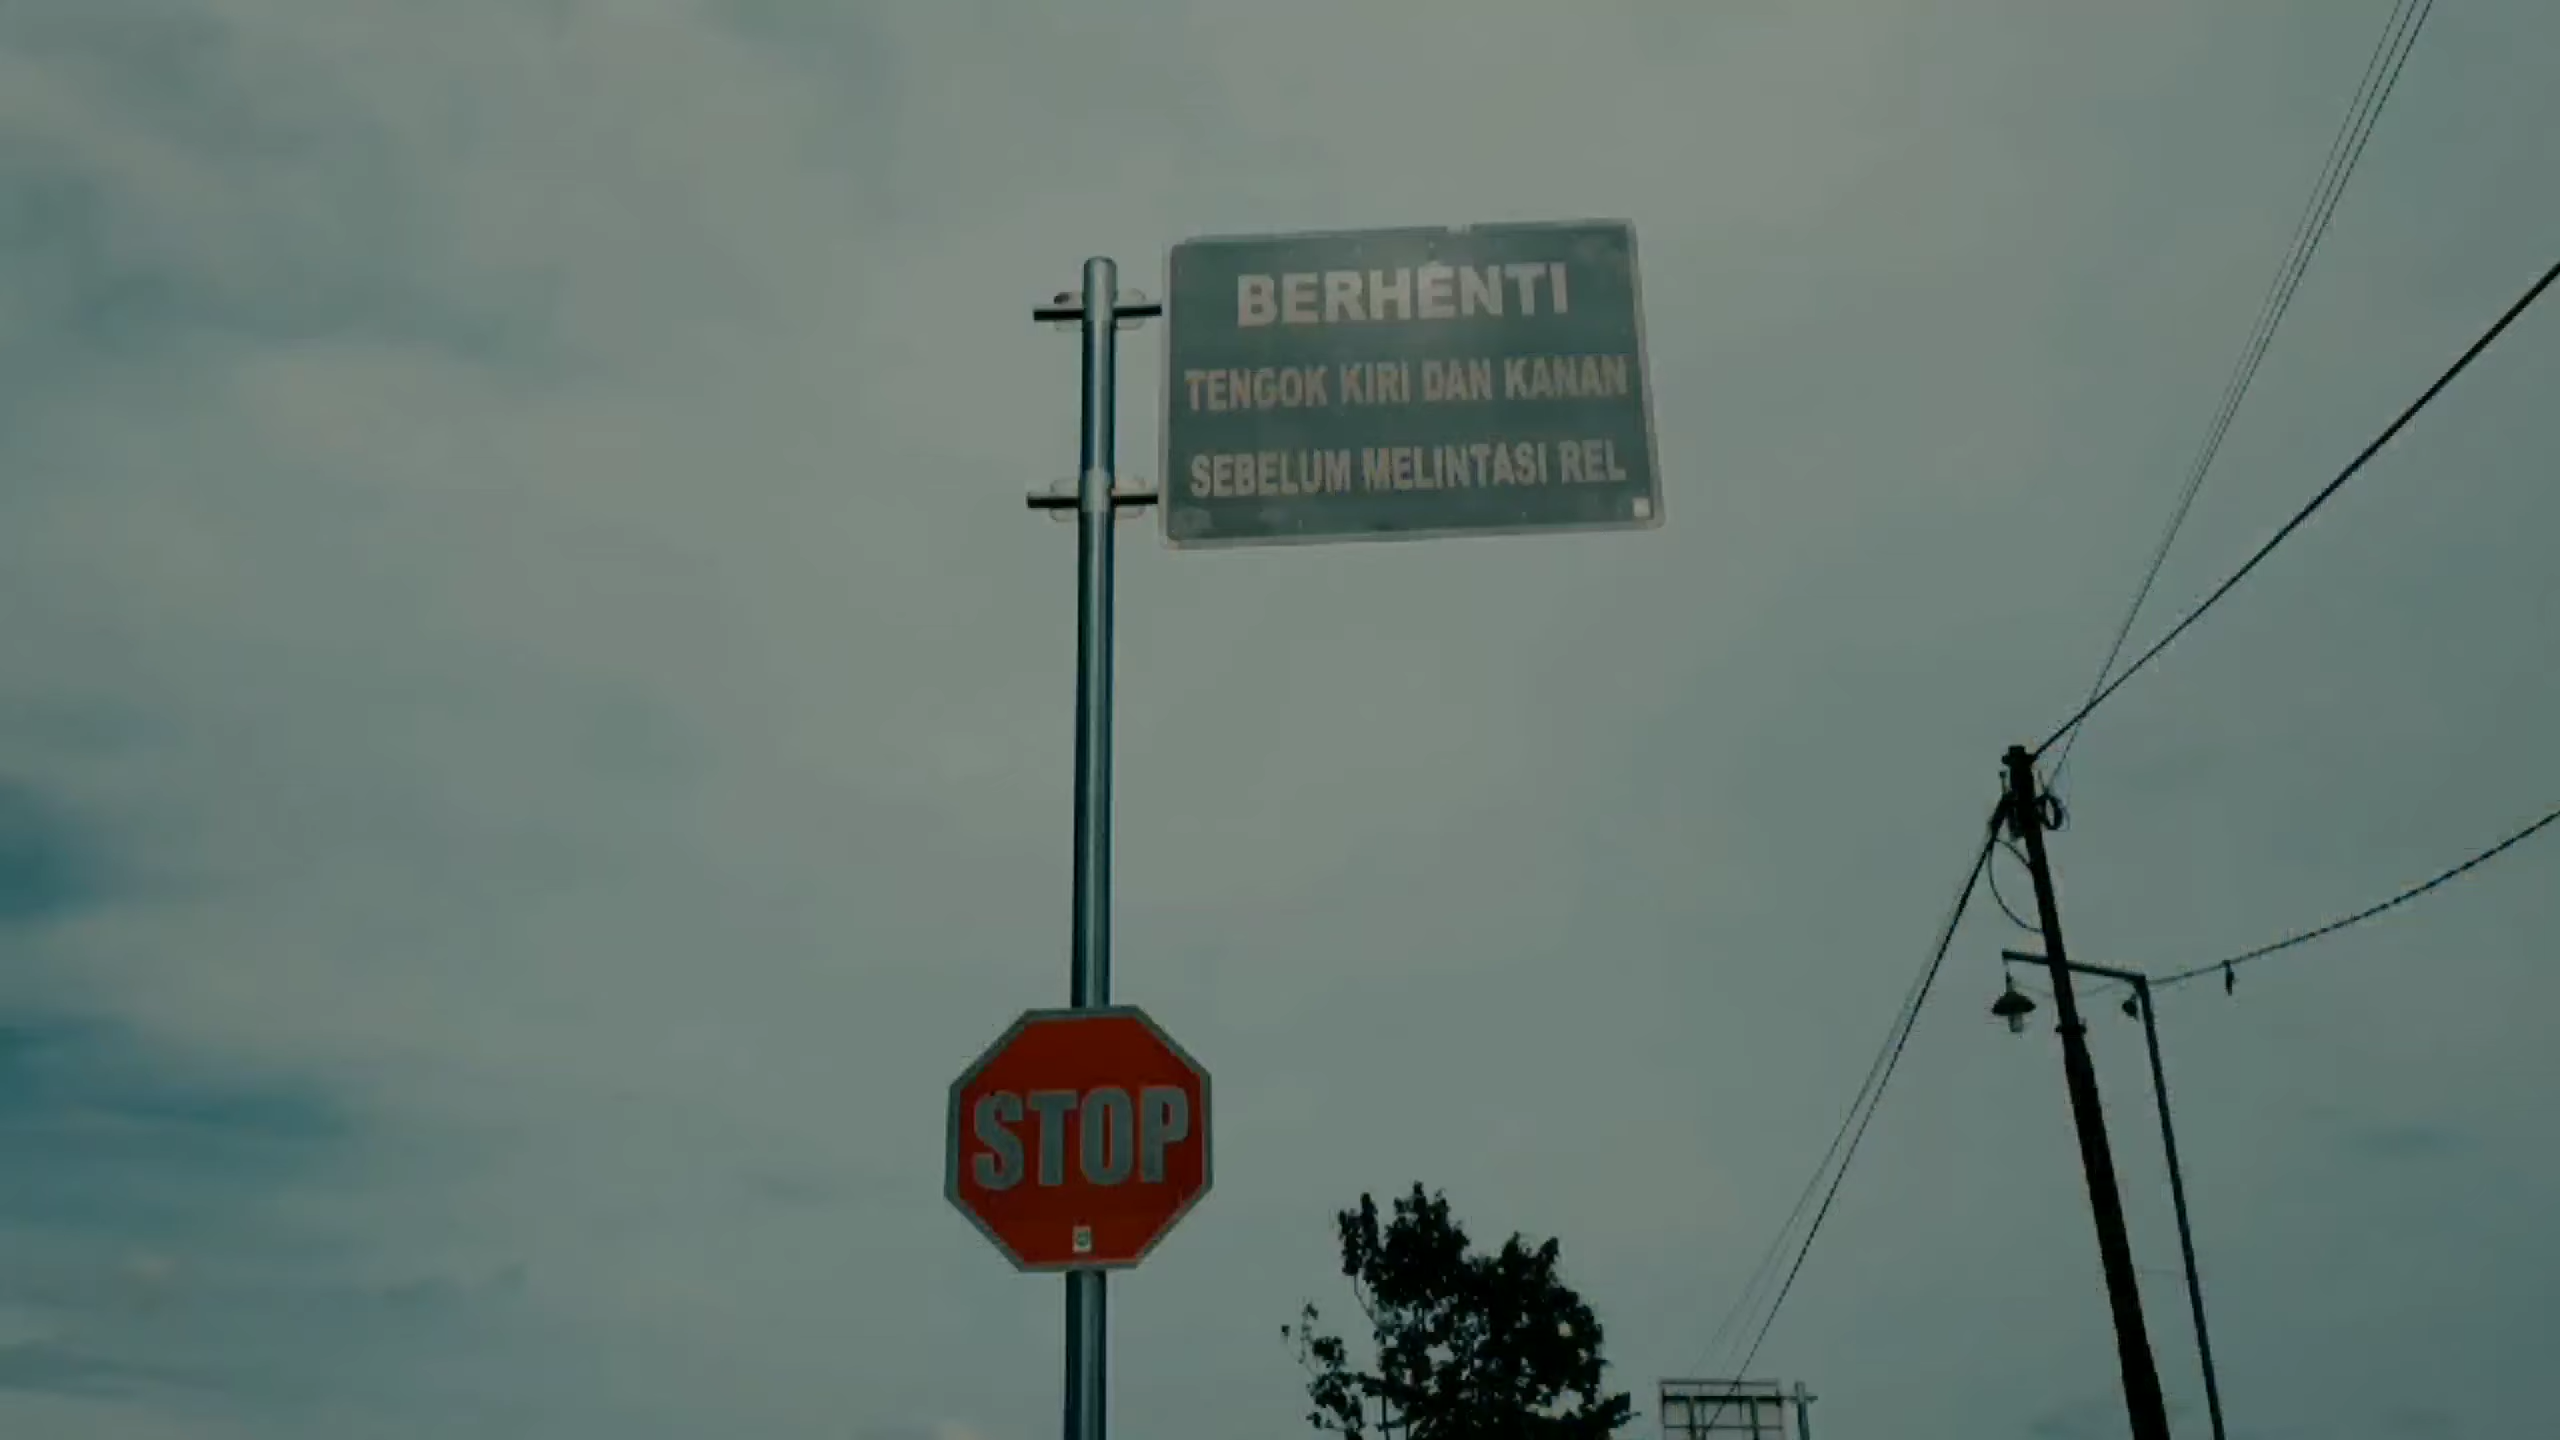 BERHENTI
TENGOK KIRI DAN KANAN
SEBELUM MELINTASI REL
STOP